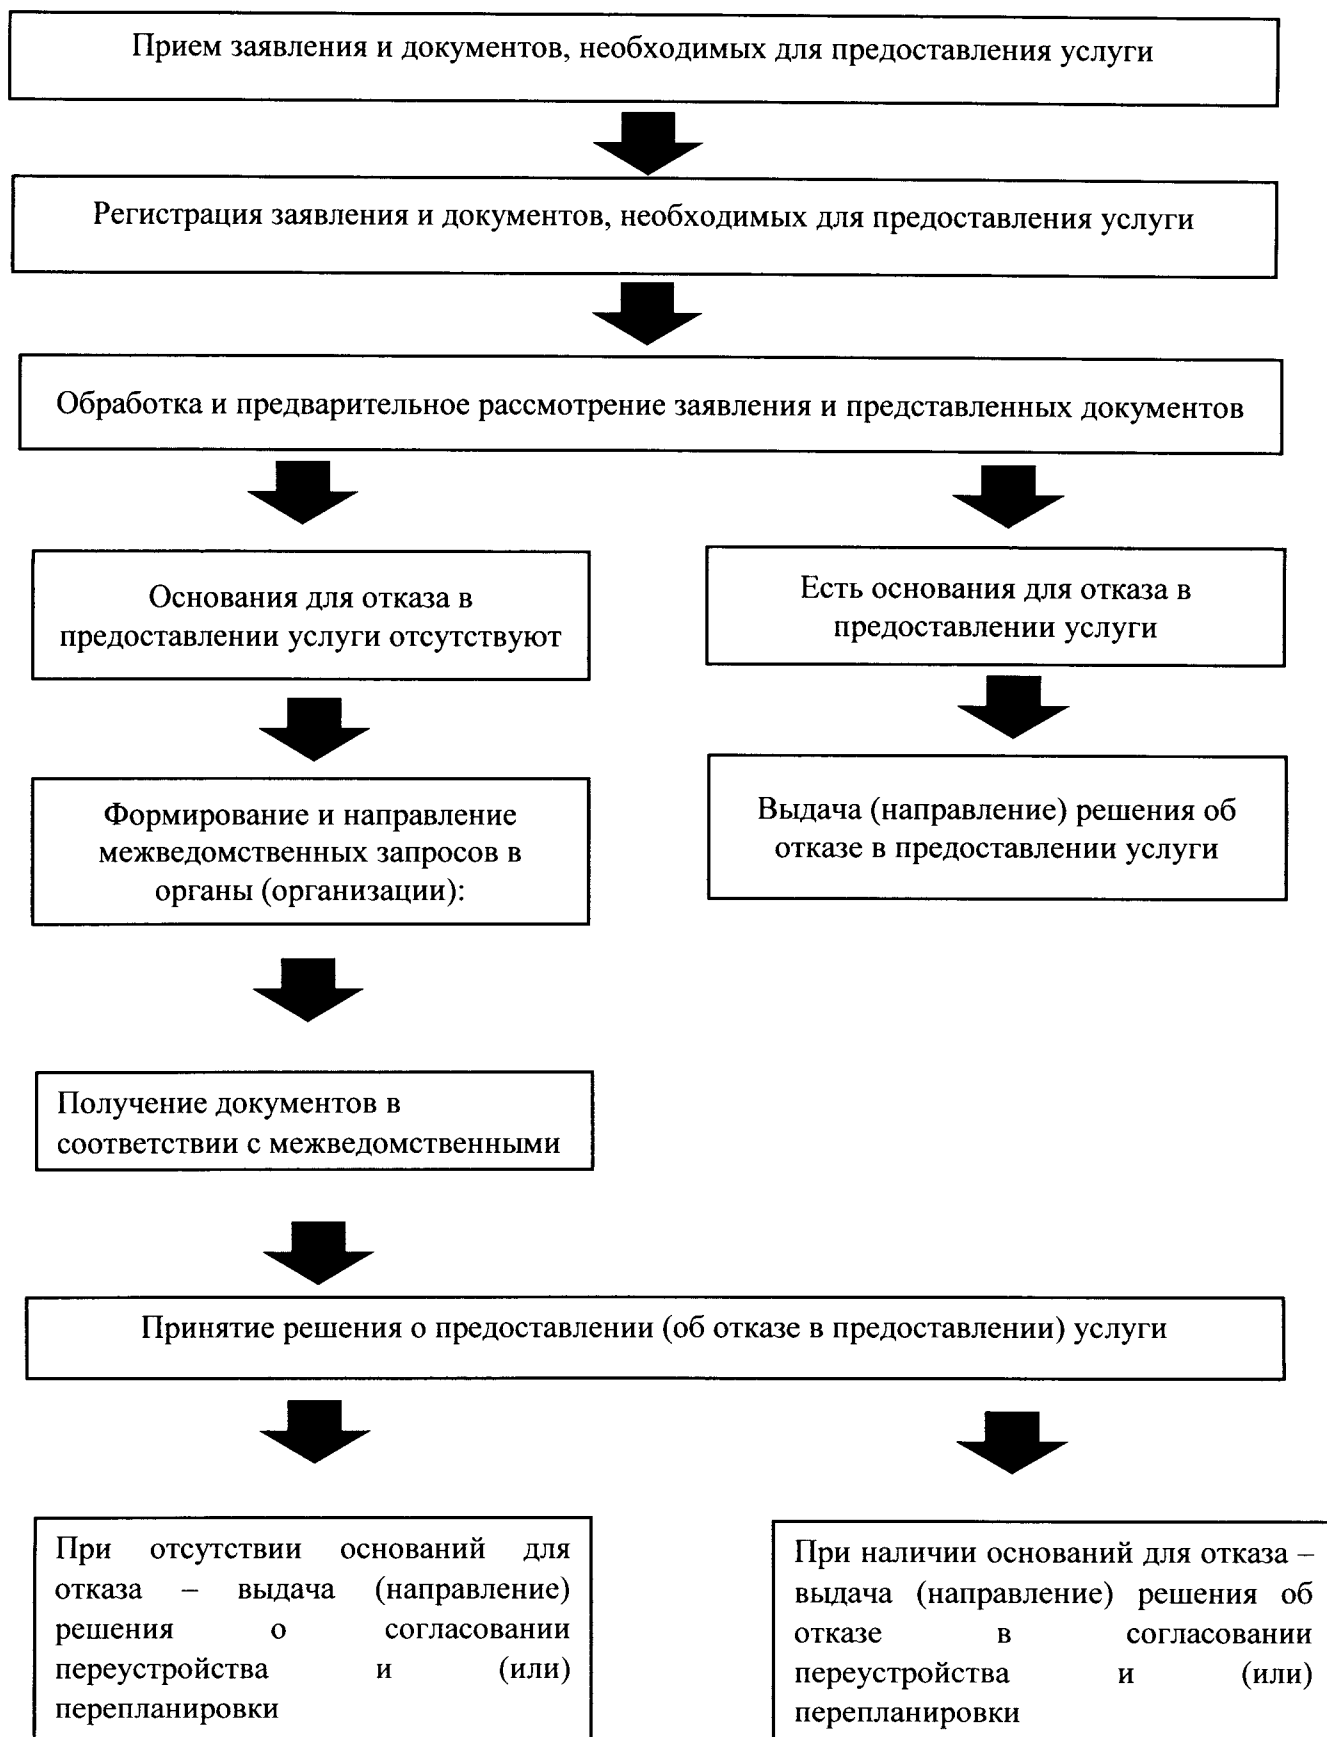 Прием заявления и документов, необходимых для предоставления услуги
Регистрация заявления и документов, необходимых для предоставления услуги
Обработка и предварительное рассмотрение заявления и представленных документов
Основания для отказа в
предоставлении услуги отсутствуют
Есть основания для отказа в
предоставлении услуги
Формирование и направление
межведомственных запросов в
органы (организации):
Выдача (направление) решения об
отказе в предоставлении услуги
Получение документов в
соответствии с межведомственными
Принятие решения о предоставлении (об отказе в предоставлении) услуги
При отсутствии оснований для
отказа – выдача (направление)
решения о согласовании
переустройства и (или)
перепланировки
При наличии оснований для отказа –
выдача (направление) решения об
отказе в согласовании
переустройства и (или)
перепланировки